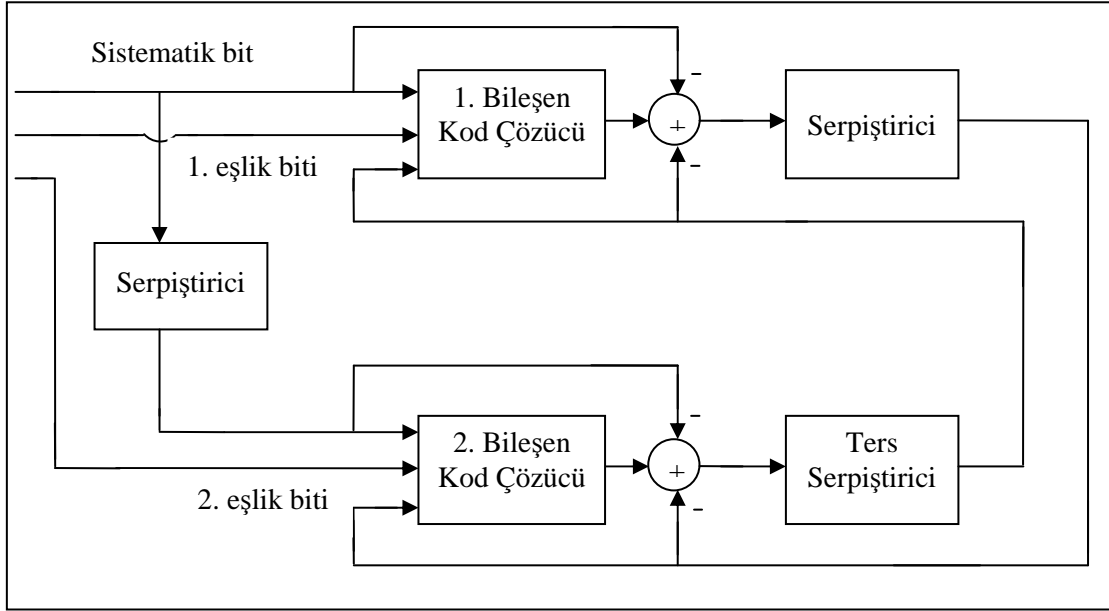 Sistematik bit
1. Bileşen
Kod Çözücü
-
+
-
Serpiştirici
1. eşlik biti
Serpiştirici
2. Bileşen
Kod Çözücü
-
+
-
Ters
Serpiştirici
2. eşlik biti